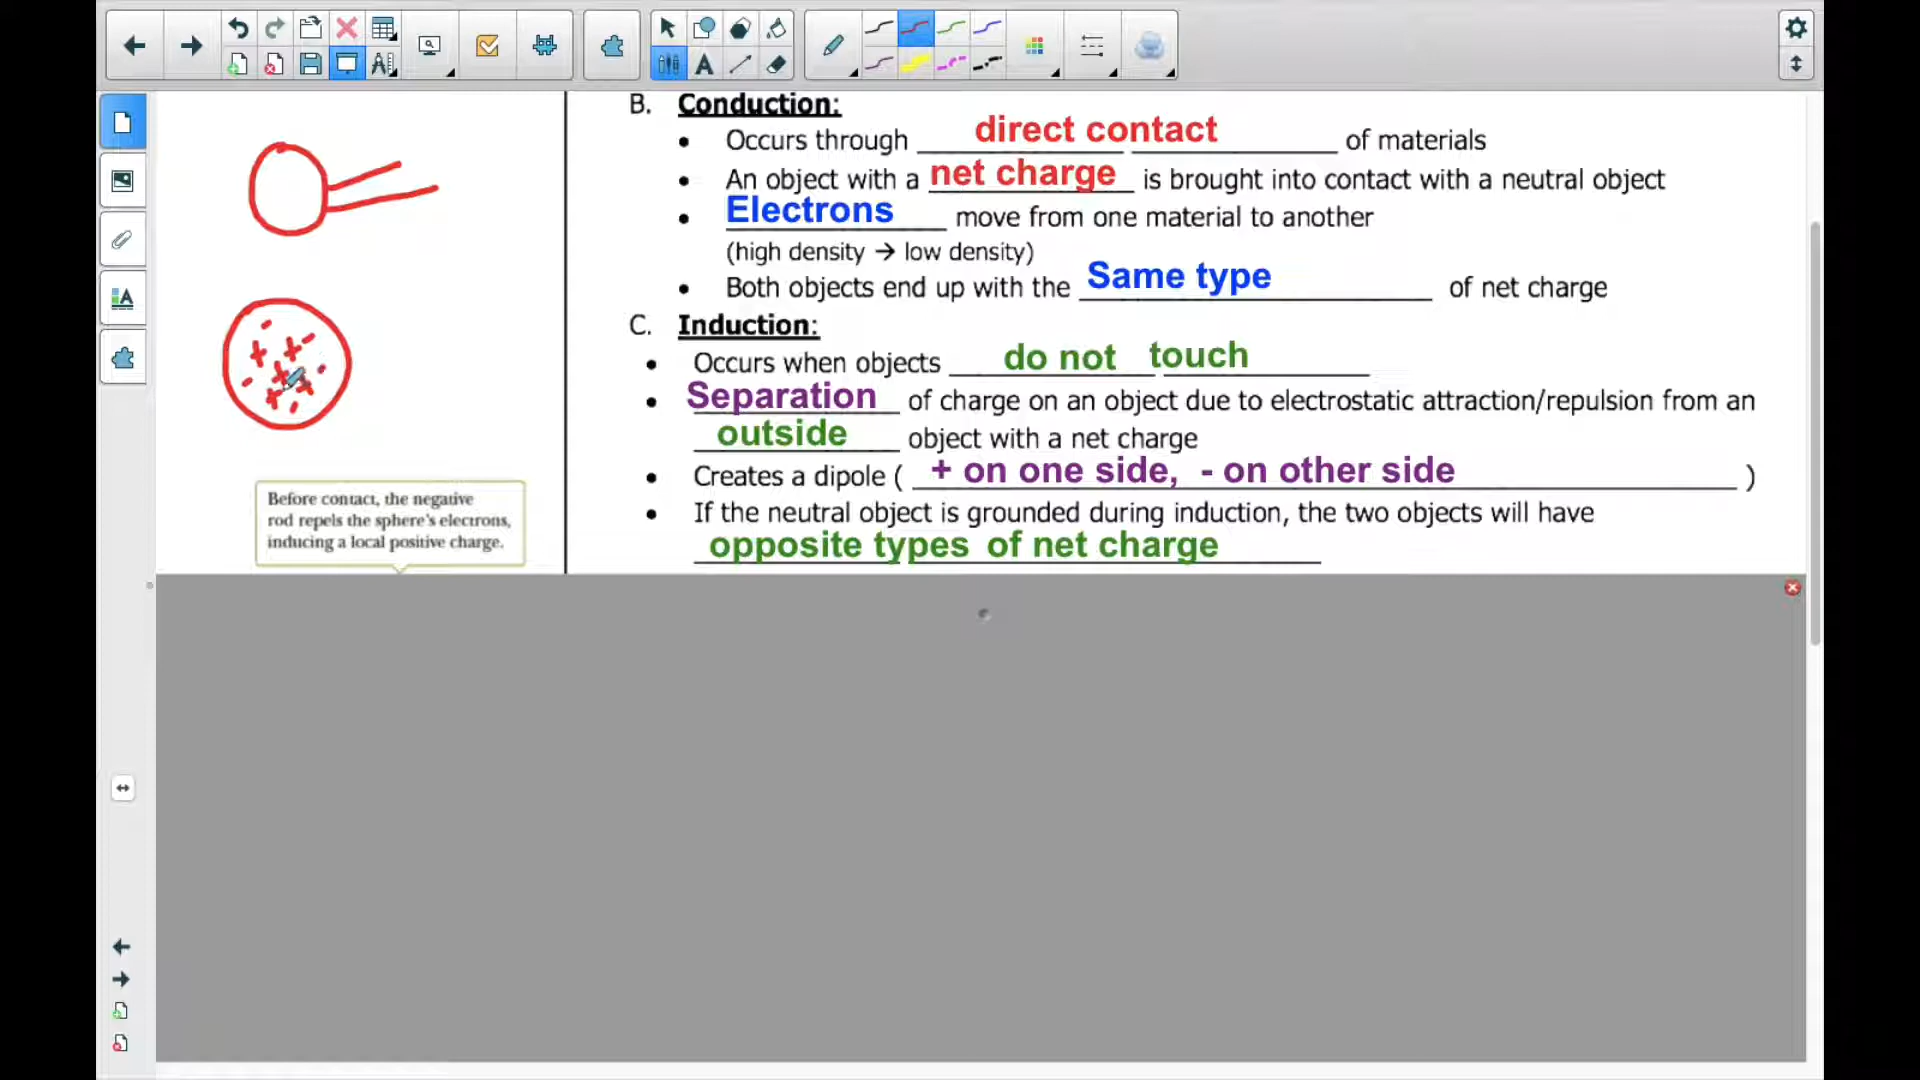 B. Conduction:
• Occurs through direct contact of materials
• An object with a net charge is brought into contact with a neutral object
• Electrons move from one material to another
(high density → low density)
• Both objects end up with the Same type of net charge
C. Induction:
• Occurs when objects do not touch
• Separation of charge on an object due to electrostatic attraction/repulsion from an
outside object with a net charge
• Creates a dipole ( + on one side, - on other side )
• If the neutral object is grounded during induction, the two objects will have
opposite types of net charge
Before contact, the negative
rod repels the sphere's electrons,
inducing a local positive charge.